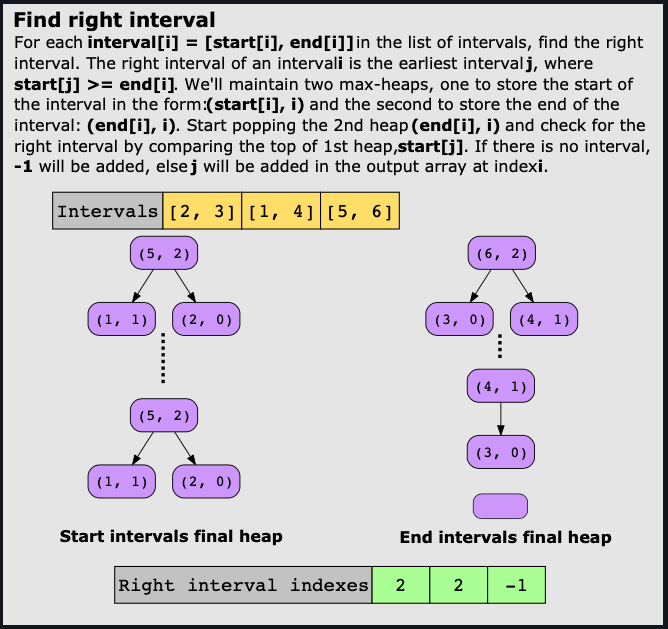 Find right interval
For each interval[i] = [start[i], end[i]] in the list of intervals, find the right
interval. The right interval of an interval i is the earliest interval j, where
start[j] >= end[i]. We'll maintain two max-heaps, one to store the start of
the interval in the form:(start[i], i) and the second to store the end of the
interval: (end[i], i). Start popping the 2nd heap (end[i], i) and check for the
right interval by comparing the top of 1st heap, start[j]. If there is no interval,
-1 will be added, else j will be added in the output array at index i.
Intervals [2, 3] [1, 4] [5, 6]
(5, 2) (6, 2)
(1, 1) (2, 0) (3, 0) (4, 1)
(4, 1)
(5, 2)
(3, 0)
(1, 1) (2, 0)
Start intervals final heap End intervals final heap
Right interval indexes 2 2 -1